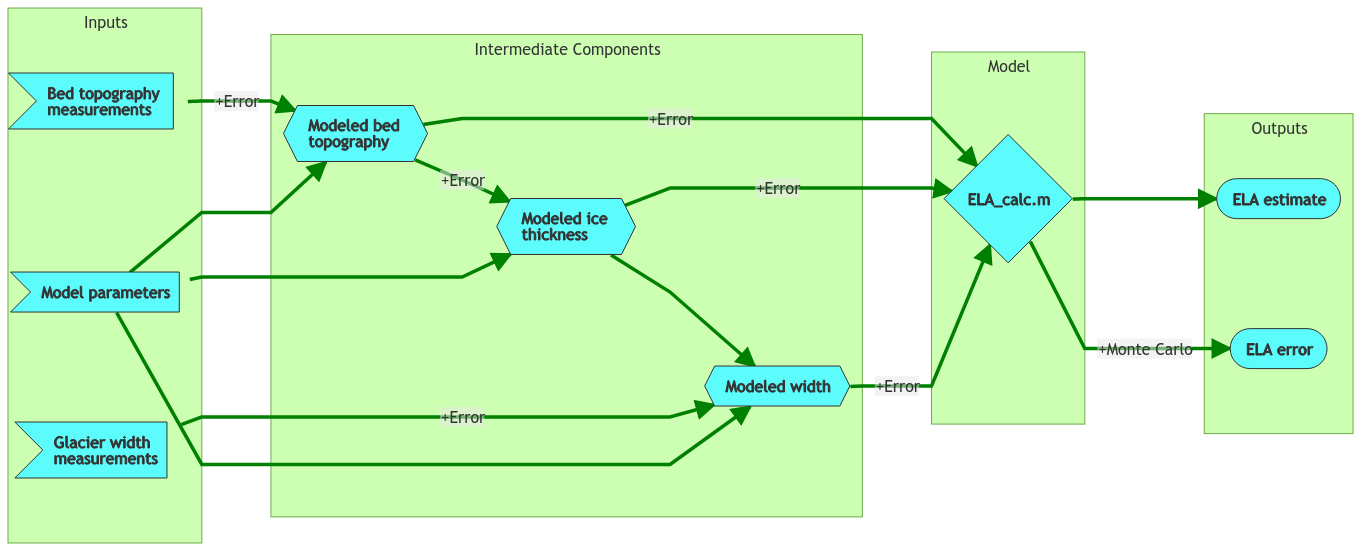 Inputs
Bed topography
measurements
Model parameters
Glacier width
measurements
+Error
Intermediate Components
Modeled bed
topography
+Error
+Error
Modeled ice
thickness
+Error
Modeled width
+Error
+Error
Model
ELA_calc.m
+Monte Carlo
Outputs
ELA estimate
ELA error